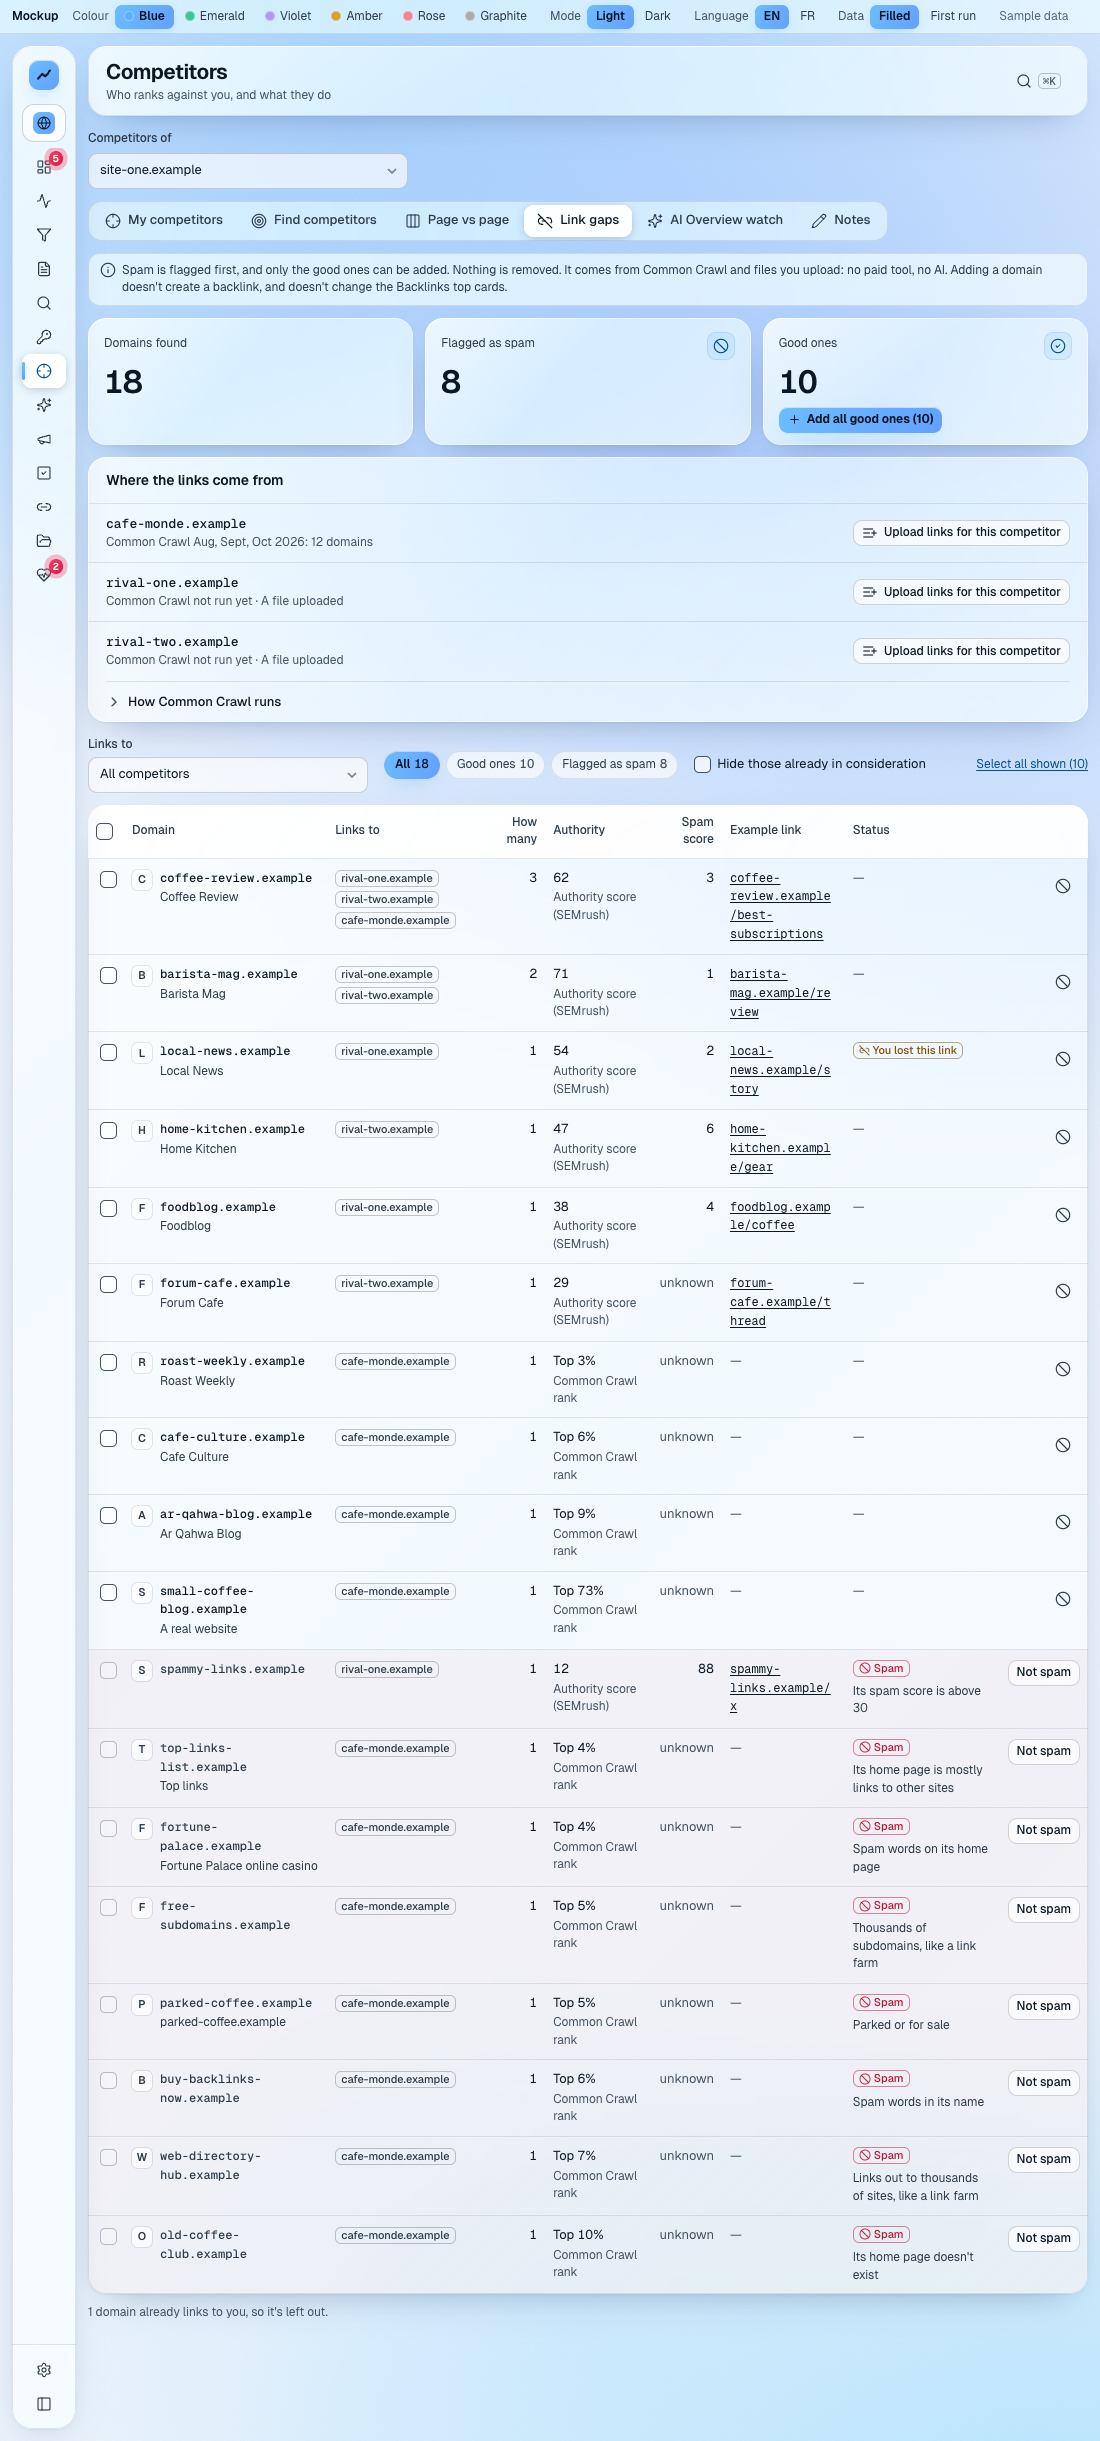 Mockup Colour Blue Emerald Violet Amber Rose Graphite Mode Light Dark Language EN FR Data Filled First run Sample data
Competitors
Who ranks against you, and what they do
⌘K
5
2
Competitors of
site-one.example
My competitors Find competitors Page vs page Link gaps AI Overview watch Notes
Spam is flagged first, and only the good ones can be added. Nothing is removed. It comes from Common Crawl and files you upload: no paid tool, no AI. Adding a domain
doesn't create a backlink, and doesn't change the Backlinks top cards.
Domains found
18
Flagged as spam
8
Good ones
10
Add all good ones (10)
Where the links come from
cafe-monde.example
Common Crawl Aug, Sept, Oct 2026: 12 domains
Upload links for this competitor
rival-one.example
Common Crawl not run yet · A file uploaded
Upload links for this competitor
rival-two.example
Common Crawl not run yet · A file uploaded
Upload links for this competitor
How Common Crawl runs
Links to
All competitors
All 18 Good ones 10 Flagged as spam 8 Hide those already in consideration Select all shown (10)
Domain Links to How many Authority Spam score Example link Status
C coffee-review.example rival-one.example 3 62 3 coffee-
Coffee Review rival-two.example Authority score review.example
cafe-monde.example (SEMrush) /best-
subscriptions
—
B barista-mag.example rival-one.example 2 71 1 barista- —
Barista Mag rival-two.example Authority score mag.example/re
(SEMrush) view
L local-news.example rival-one.example 1 54 2 local- You lost this link
Local News Authority score news.example/s
(SEMrush) tory
H home-kitchen.example rival-two.example 1 47 6 home- —
Home Kitchen Authority score kitchen.exampl
(SEMrush) e/gear
F foodblog.example rival-one.example 1 38 4 foodblog.examp —
Foodblog Authority score le/coffee
(SEMrush)
F forum-cafe.example rival-two.example 1 29 unknown forum- —
Forum Cafe Authority score cafe.example/t
(SEMrush) hread
R roast-weekly.example cafe-monde.example 1 Top 3% unknown — —
Roast Weekly Common Crawl
rank
C cafe-culture.example cafe-monde.example 1 Top 6% unknown — —
Cafe Culture Common Crawl
rank
A ar-qahwa-blog.example cafe-monde.example 1 Top 9% unknown — —
Ar Qahwa Blog Common Crawl
rank
S small-coffee- cafe-monde.example 1 Top 73% unknown — —
blog.example Common Crawl
A real website rank
S spammy-links.example rival-one.example 1 12 88 spammy- Spam Not spam
Authority score links.example/ Its spam score is above
(SEMrush) x 30
T top-links- cafe-monde.example 1 Top 4% unknown — Spam Not spam
list.example Common Crawl Its home page is mostly
Top links rank links to other sites
F fortune- cafe-monde.example 1 Top 4% unknown — Spam Not spam
palace.example Common Crawl Spam words on its home
Fortune Palace online casino rank page
F free- cafe-monde.example 1 Top 5% unknown — Spam Not spam
subdomains.example Common Crawl Thousands of
rank subdomains, like a link
farm
P parked-coffee.example cafe-monde.example 1 Top 5% unknown — Spam Not spam
parked-coffee.example Common Crawl Parked or for sale
rank
B buy-backlinks- cafe-monde.example 1 Top 6% unknown — Spam Not spam
now.example Common Crawl Spam words in its name
rank
W web-directory- cafe-monde.example 1 Top 7% unknown — Spam Not spam
hub.example Common Crawl Links out to thousands
rank of sites, like a link farm
O old-coffee- cafe-monde.example 1 Top 10% unknown — Spam Not spam
club.example Common Crawl Its home page doesn't
rank exist
1 domain already links to you, so it's left out.